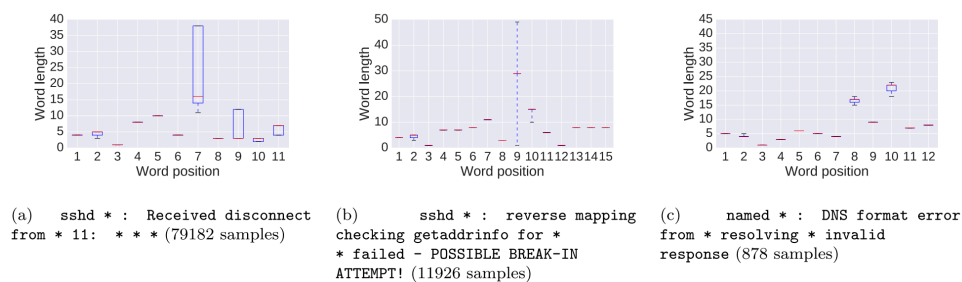 40
35
30
25
20
15
10
5
0
Word length
1 2 3 4 5 6 7 8 9 10 11
Word position
50
40
30
20
10
0
Word length
1 2 3 4 5 6 7 8 9 10 11 12 13 14 15
Word position
45
40
35
30
25
20
15
10
5
0
Word length
1 2 3 4 5 6 7 8 9 10 11 12
Word position
(a) sshd * : Received disconnect
from * 11: * * * (79182 samples)
(b) sshd * : reverse mapping
checking getaddrinfo for *
* failed - POSSIBLE BREAK-IN
ATTEMPT! (11926 samples)
(c) named * : DNS format error
from * resolving * invalid
response (878 samples)